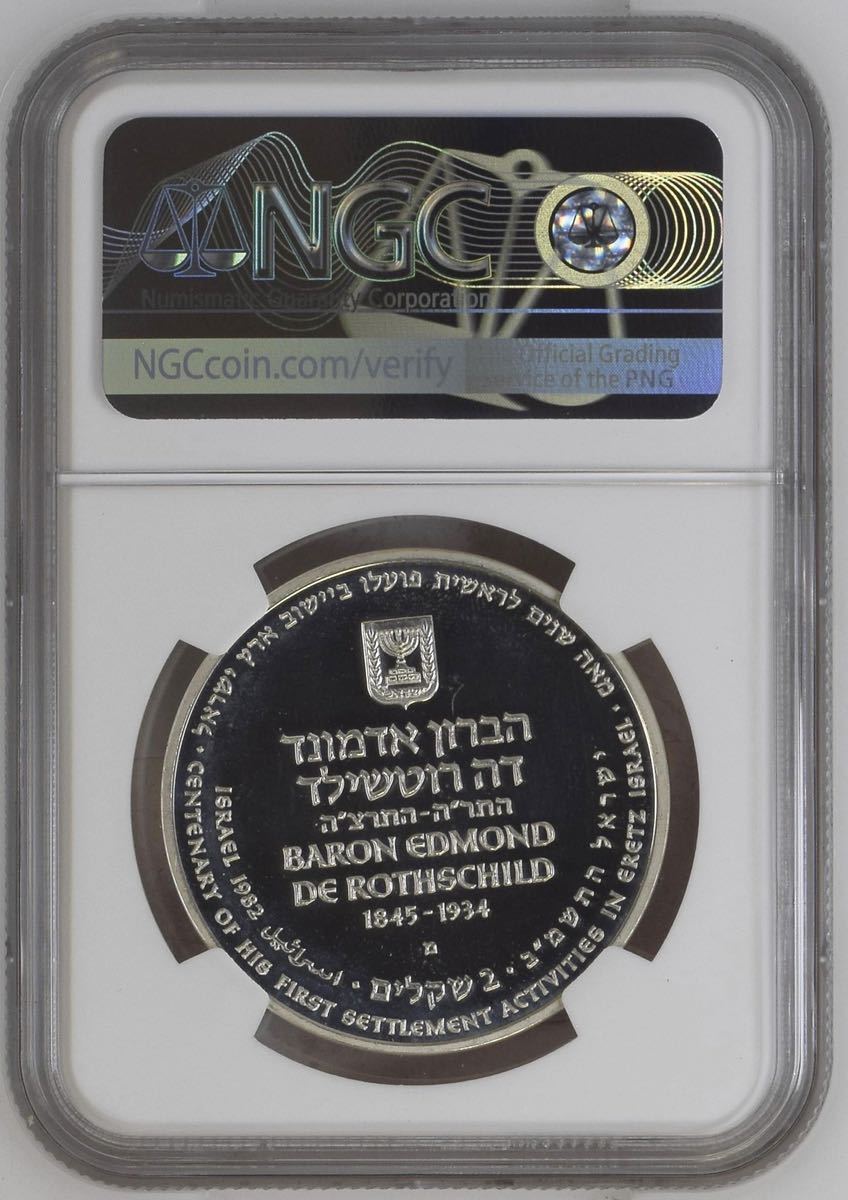 NGC
Numismatic Guaranty Corporation
NGCcoin.com/verify
Official Grading
Service of the PNG
מאה שנים לראשית פועלו ביישוב ארץ ישראל • CENTENARY OF HIS FIRST SETTLEMENT ACTIVITIES IN ERETZ ISRAEL •
הברון אדמונד
דה רוטשילד
התר"ה-התרצ"ה
BARON EDMOND
DE ROTHSCHILD
1845-1934
מ
ישראל התשמ"ב • 2 שקלים • اسرائيل ISRAEL 1982